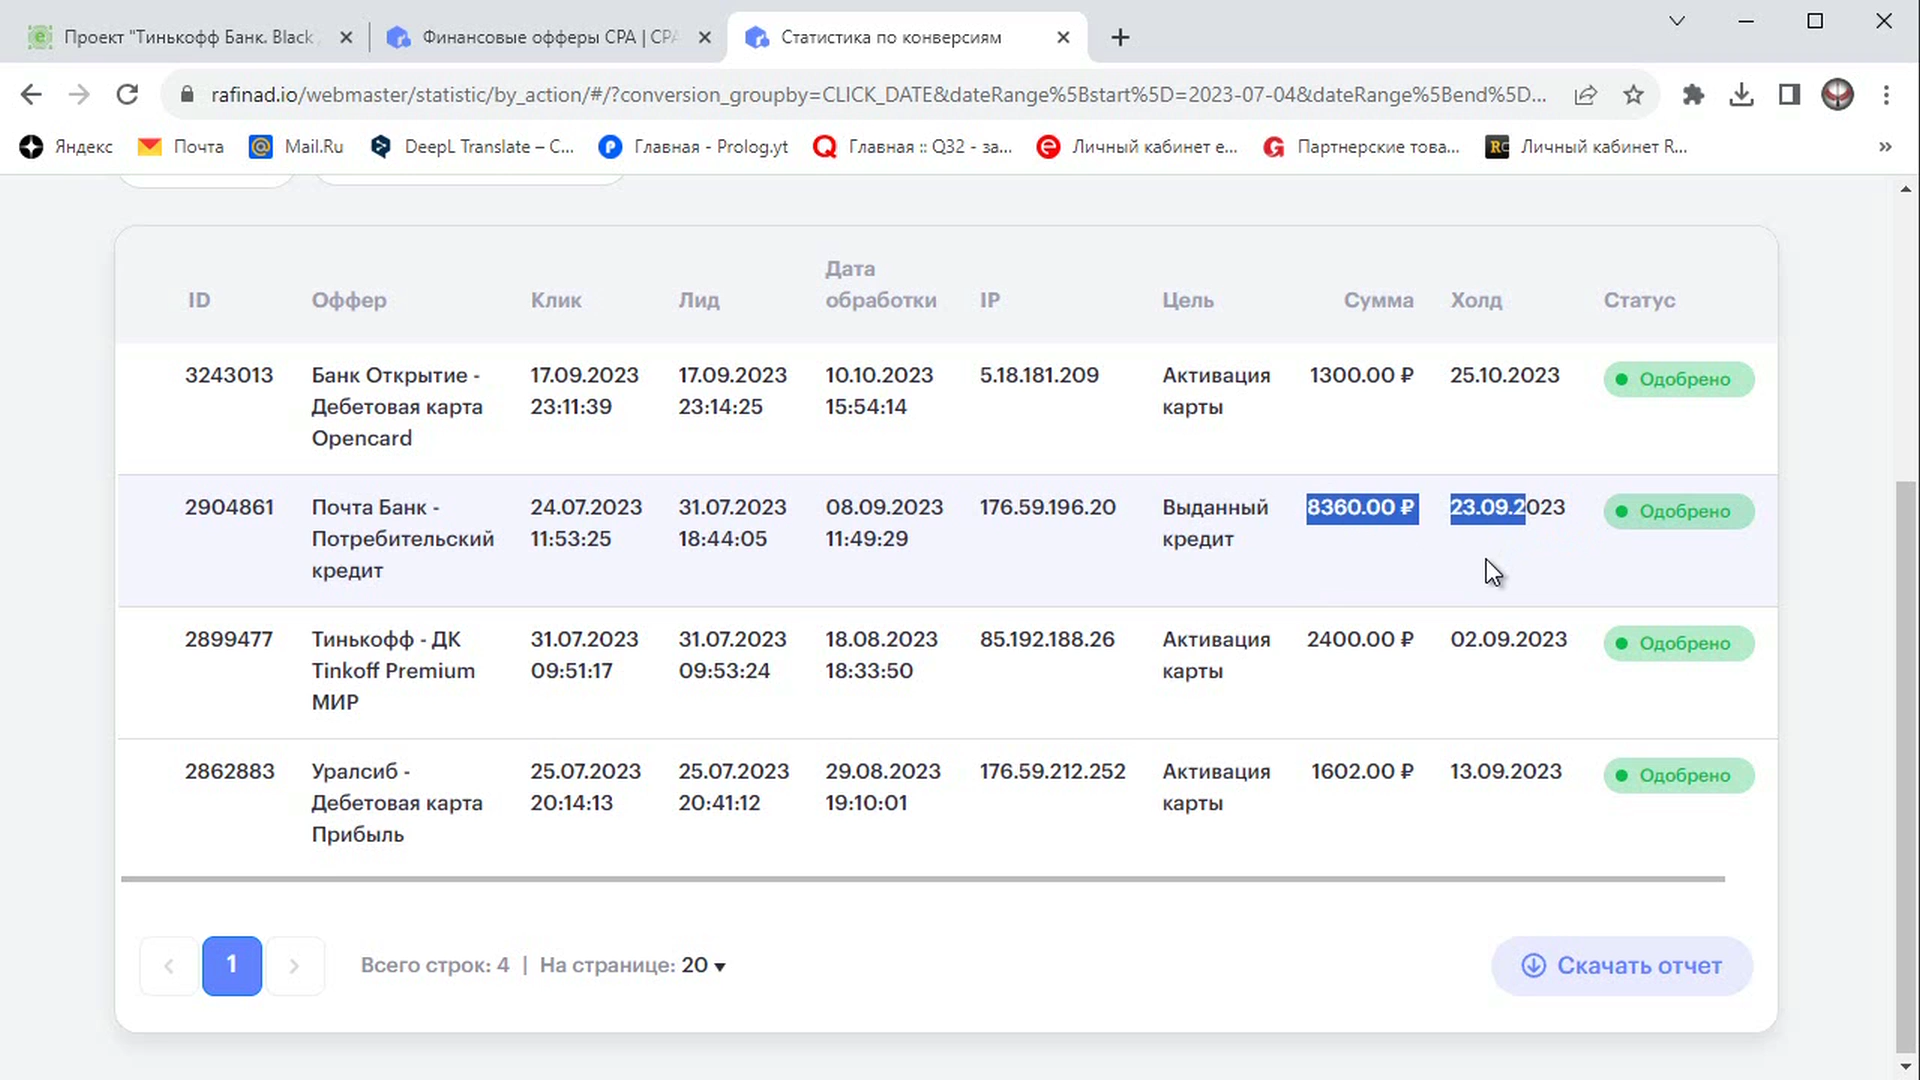 Проект "Тинькофф Банк. Black
Финансовые офферы CPA | CPA
Статистика по конверсиям
rafinad.io/webmaster/statistic/by_action/#/?conversion_groupby=CLICK_DATE&dateRange%5Bstart%5D=2023-07-04&dateRange%5Bend%5D...
Яндекс
Почта
Mail.Ru
DeepL Translate – C...
Главная - Prolog.yt
Главная :: Q32 - за...
Личный кабинет е...
Партнерские това...
Личный кабинет R...
ID
Оффер
Клик
Лид
Дата
обработки
IP
Цель
Сумма
Холд
Статус
3243013
Банк Открытие -
Дебетовая карта
Opencard
17.09.2023
23:11:39
17.09.2023
23:14:25
10.10.2023
15:54:14
5.18.181.209
Активация
карты
1300.00 ₽
25.10.2023
Одобрено
2904861
Почта Банк -
Потребительский
кредит
24.07.2023
11:53:25
31.07.2023
18:44:05
08.09.2023
11:49:29
176.59.196.20
Выданный
кредит
8360.00 ₽
23.09.2023
Одобрено
2899477
Тинькофф - ДК
Tinkoff Premium
МИР
31.07.2023
09:51:17
31.07.2023
09:53:24
18.08.2023
18:33:50
85.192.188.26
Активация
карты
2400.00 ₽
02.09.2023
Одобрено
2862883
Уралсиб -
Дебетовая карта
Прибыль
25.07.2023
20:14:13
25.07.2023
20:41:12
29.08.2023
19:10:01
176.59.212.252
Активация
карты
1602.00 ₽
13.09.2023
Одобрено
1
Всего строк: 4 | На странице: 20
Скачать отчет